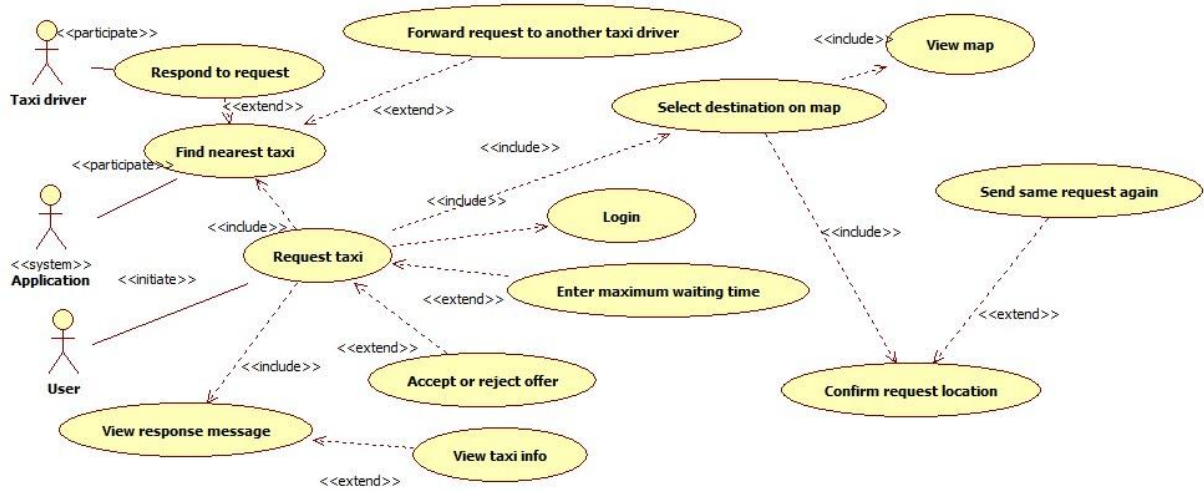 <<participate>>
Forward request to another taxi driver
<<include>>
View map
Respond to request
Taxi driver
<<extend>>
<<extend>>
Select destination on map
Find nearest taxi
<<include>>
<<participate>>
Send same request again
<<include>>
Login
<<include>>
<<include>>
<<system>>
Application
<<initiate>>
Request taxi
Enter maximum waiting time
<<extend>>
<<extend>>
<<extend>>
<<include>>
User
Accept or reject offer
Confirm request location
View response message
View taxi info
<<extend>>